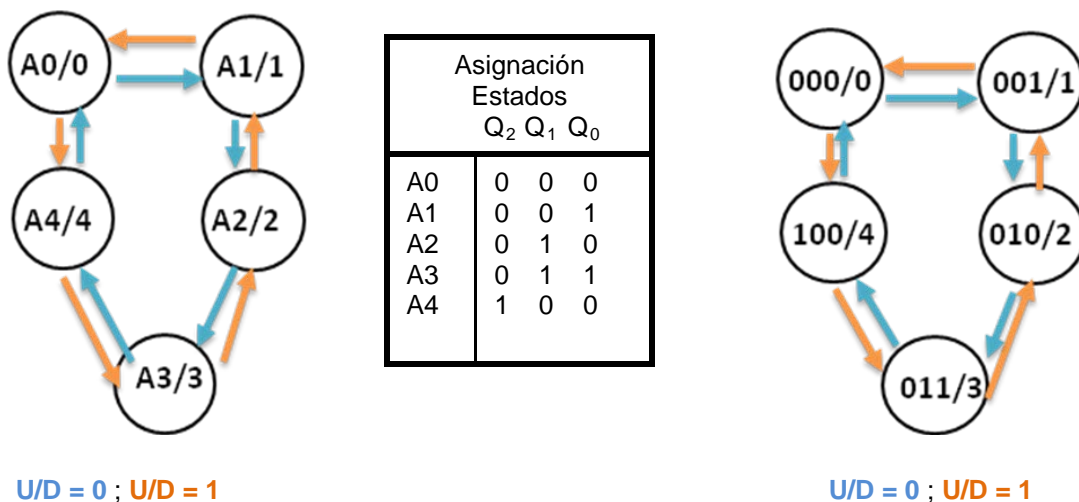 A0/0
A1/1
A4/4
A2/2
A3/3
U/D = 0 ; U/D = 1
Asignación
Estados
Q₂ Q₁ Q₀
A0 0 0 0
A1 0 0 1
A2 0 1 0
A3 0 1 1
A4 1 0 0
000/0
001/1
100/4
010/2
011/3
U/D = 0 ; U/D = 1